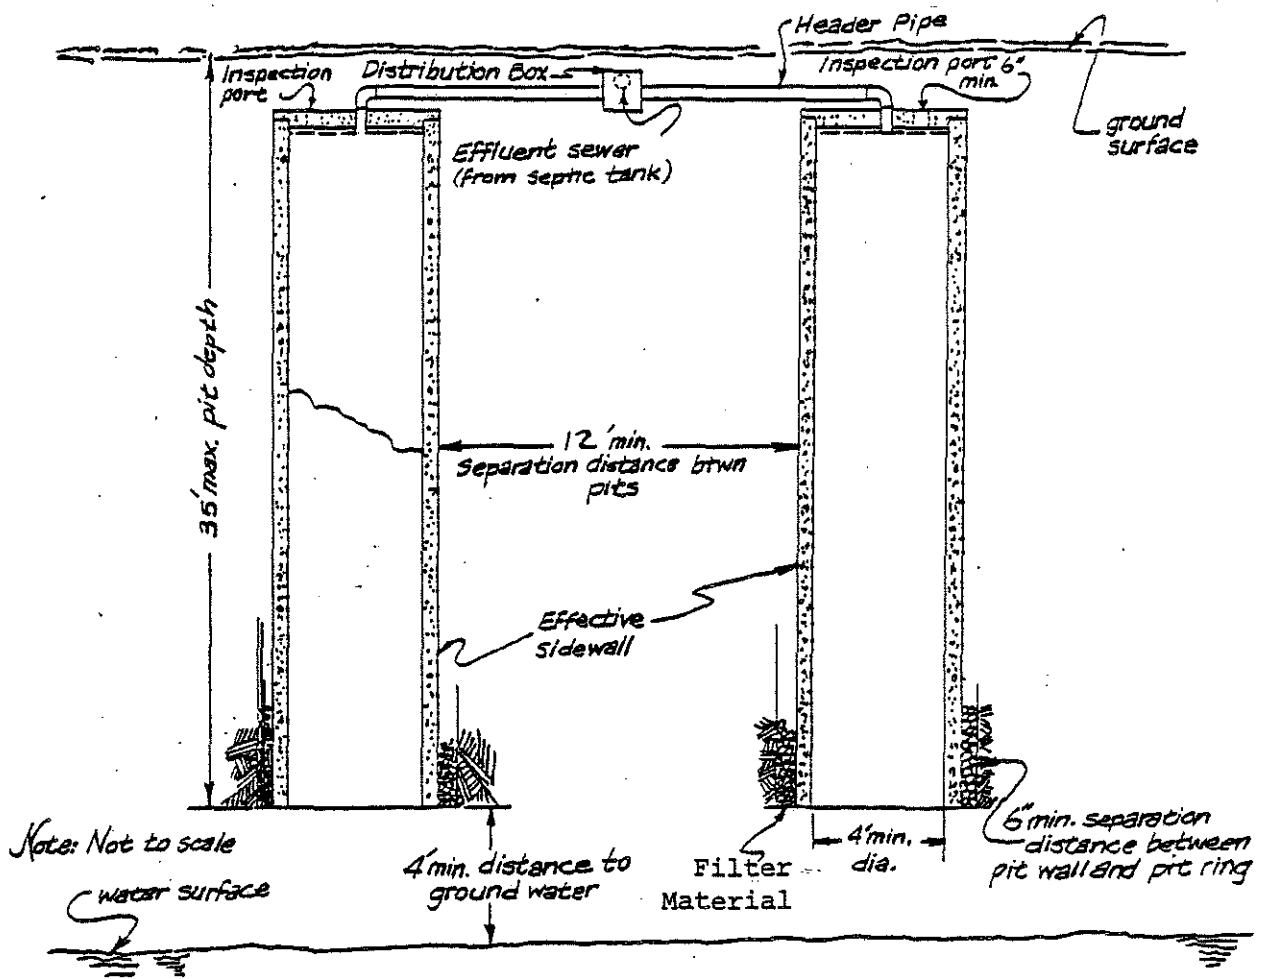 Header Pipe
Inspection
port
Distribution Box
Inspection port 6"
min.
ground
surface
Effluent sewer
(from septic tank)
35' max. pit depth
12' min.
Separation distance btwn
pits
Effective
sidewall
Note: Not to scale
water surface
4' min. distance to
ground water
Filter
Material
4' min.
dia.
6" min. separation
distance between
pit wall and pit ring